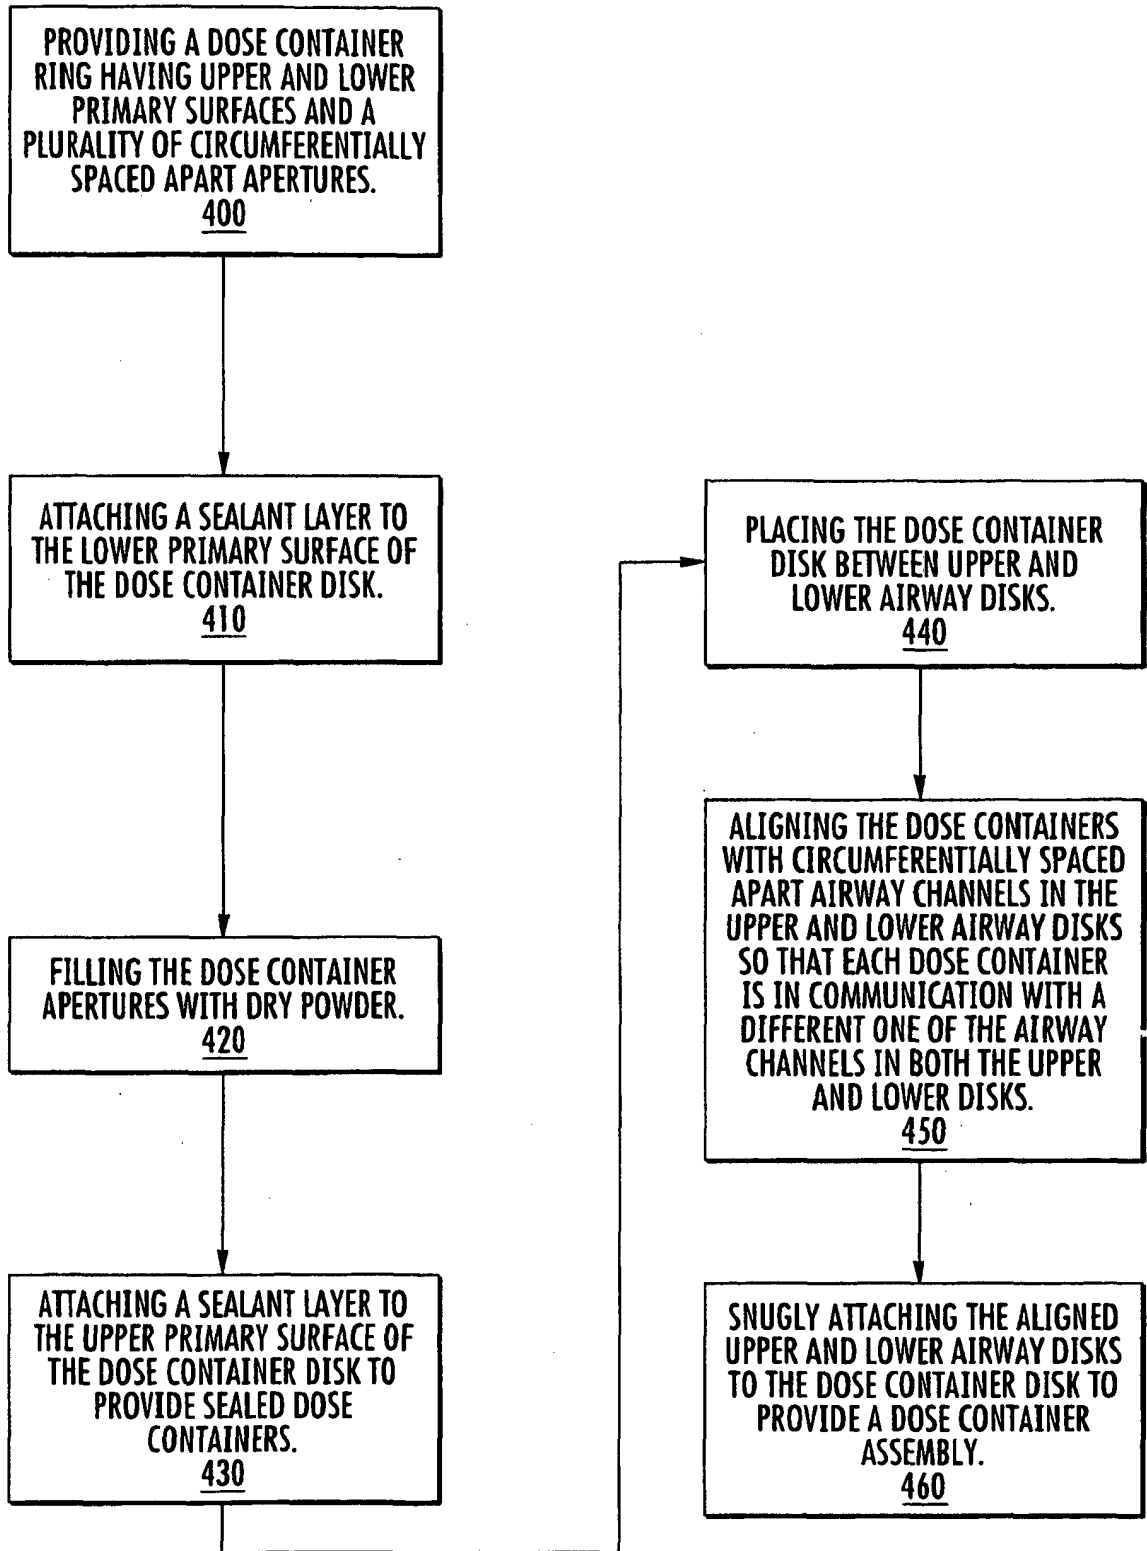 PROVIDING A DOSE CONTAINER
RING HAVING UPPER AND LOWER
PRIMARY SURFACES AND A
PLURALITY OF CIRCUMFERENTIALLY
SPACED APART APERTURES.
400
ATTACHING A SEALANT LAYER TO
THE LOWER PRIMARY SURFACE OF
THE DOSE CONTAINER DISK.
410
FILLING THE DOSE CONTAINER
APERTURES WITH DRY POWDER.
420
ATTACHING A SEALANT LAYER TO
THE UPPER PRIMARY SURFACE OF
THE DOSE CONTAINER DISK TO
PROVIDE SEALED DOSE
CONTAINERS.
430
PLACING THE DOSE CONTAINER
DISK BETWEEN UPPER AND
LOWER AIRWAY DISKS.
440
ALIGNING THE DOSE CONTAINERS
WITH CIRCUMFERENTIALLY SPACED
APART AIRWAY CHANNELS IN THE
UPPER AND LOWER AIRWAY DISKS
SO THAT EACH DOSE CONTAINER
IS IN COMMUNICATION WITH A
DIFFERENT ONE OF THE AIRWAY
CHANNELS IN BOTH THE UPPER
AND LOWER DISKS.
450
SNUGLY ATTACHING THE ALIGNED
UPPER AND LOWER AIRWAY DISKS
TO THE DOSE CONTAINER DISK TO
PROVIDE A DOSE CONTAINER
ASSEMBLY.
460